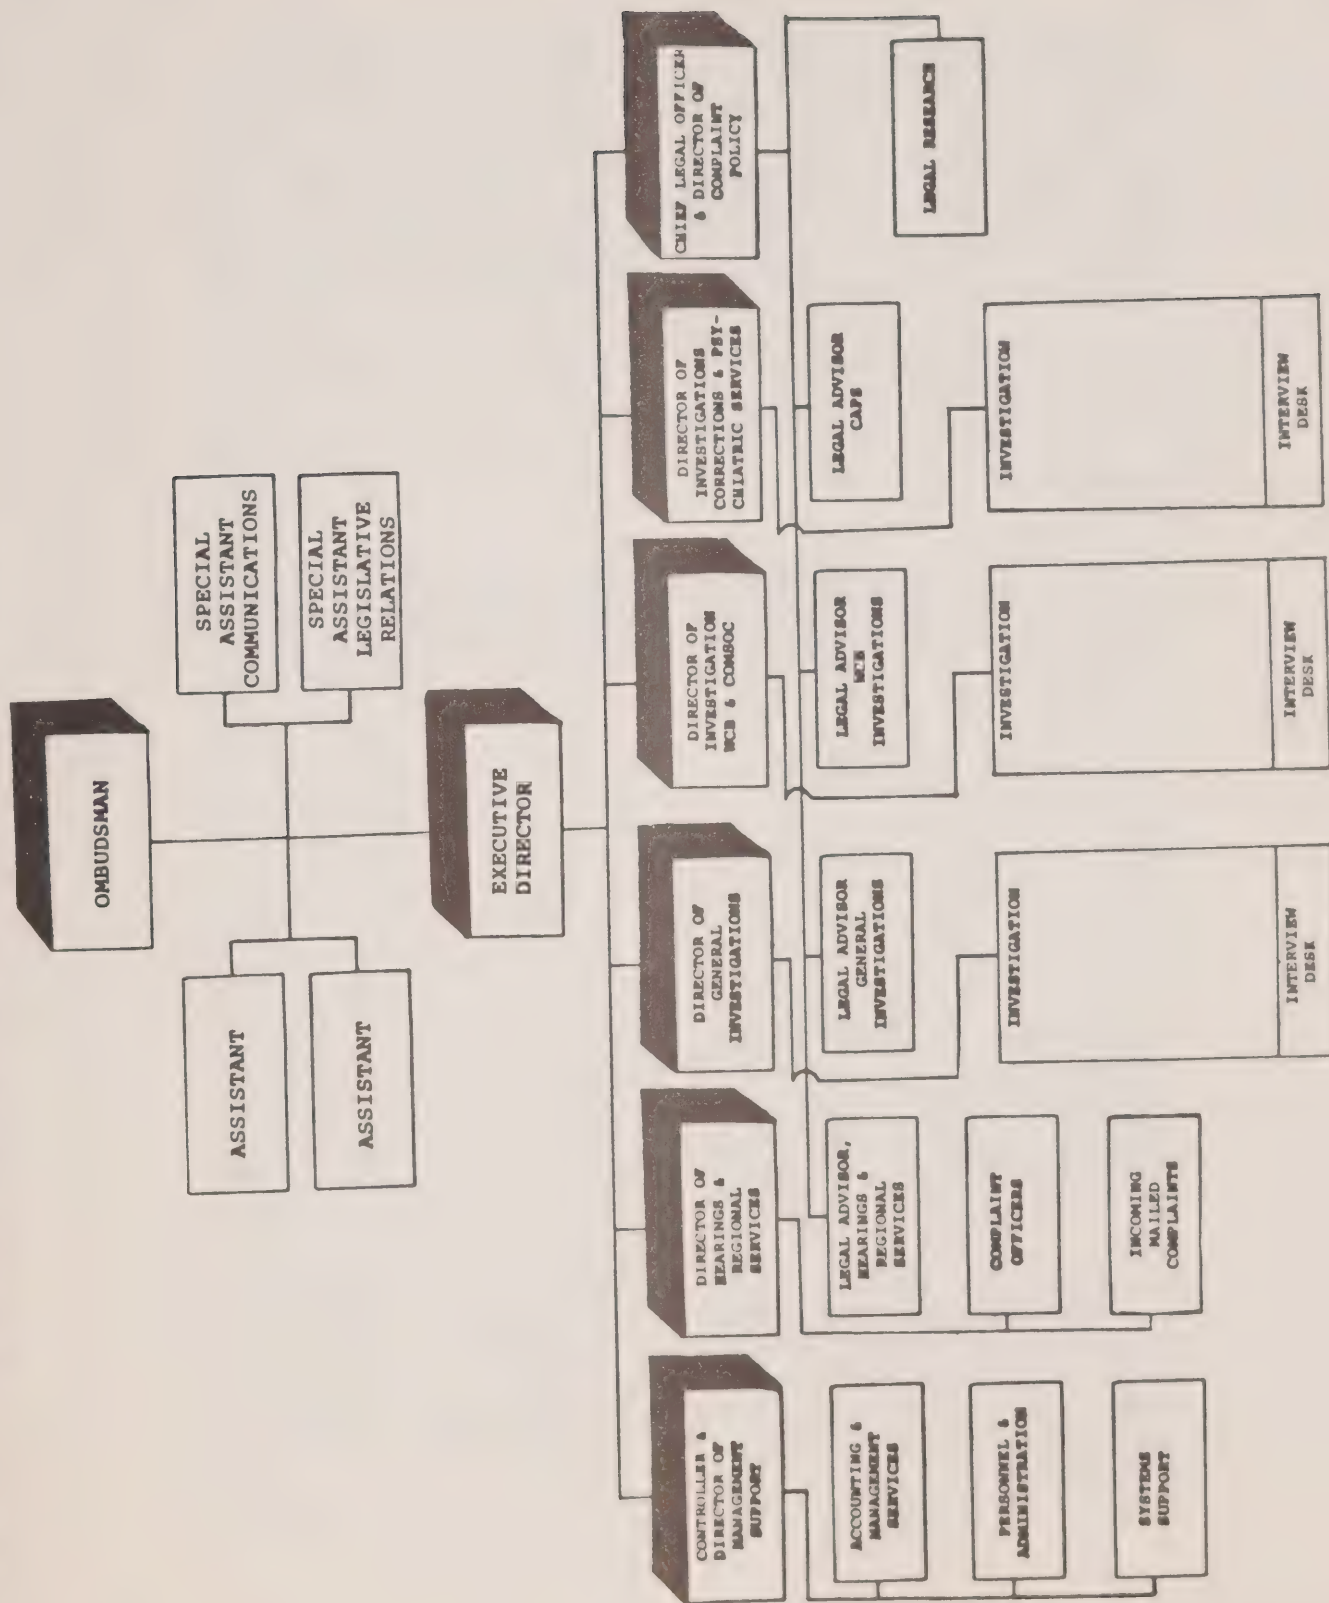 OMBUDSMAN
ASSISTANT
ASSISTANT
SPECIAL
ASSISTANT
COMMUNICATIONS
SPECIAL
ASSISTANT
LEGISLATIVE
RELATIONS
EXECUTIVE
DIRECTOR
CONTROLLER &
DIRECTOR OF
MANAGEMENT
SUPPORT
DIRECTOR OF
HEARINGS &
REGIONAL
SERVICES
DIRECTOR OF
GENERAL
INVESTIGATIONS
DIRECTOR OF
INVESTIGATION
WCB & COMSOC
DIRECTOR OF
INVESTIGATIONS
CORRECTIONS & PSY-
CHIATRIC SERVICES
CHIEF LEGAL OFFICER
& DIRECTOR OF
COMPLAINT
POLICY
ACCOUNTING &
MANAGEMENT
SERVICES
LEGAL ADVISOR,
HEARINGS &
REGIONAL
SERVICES
LEGAL ADVISOR
GENERAL
INVESTIGATIONS
LEGAL ADVISOR
WCB
INVESTIGATIONS
LEGAL ADVISOR
CAPS
LEGAL RESEARCH
PERSONNEL &
ADMINISTRATION
COMPLAINT
OFFICERS
INVESTIGATION
INVESTIGATION
INVESTIGATION
SYSTEMS
SUPPORT
INCOMING
MAILED
COMPLAINTS
INTERVIEW
DESK
INTERVIEW
DESK
INTERVIEW
DESK